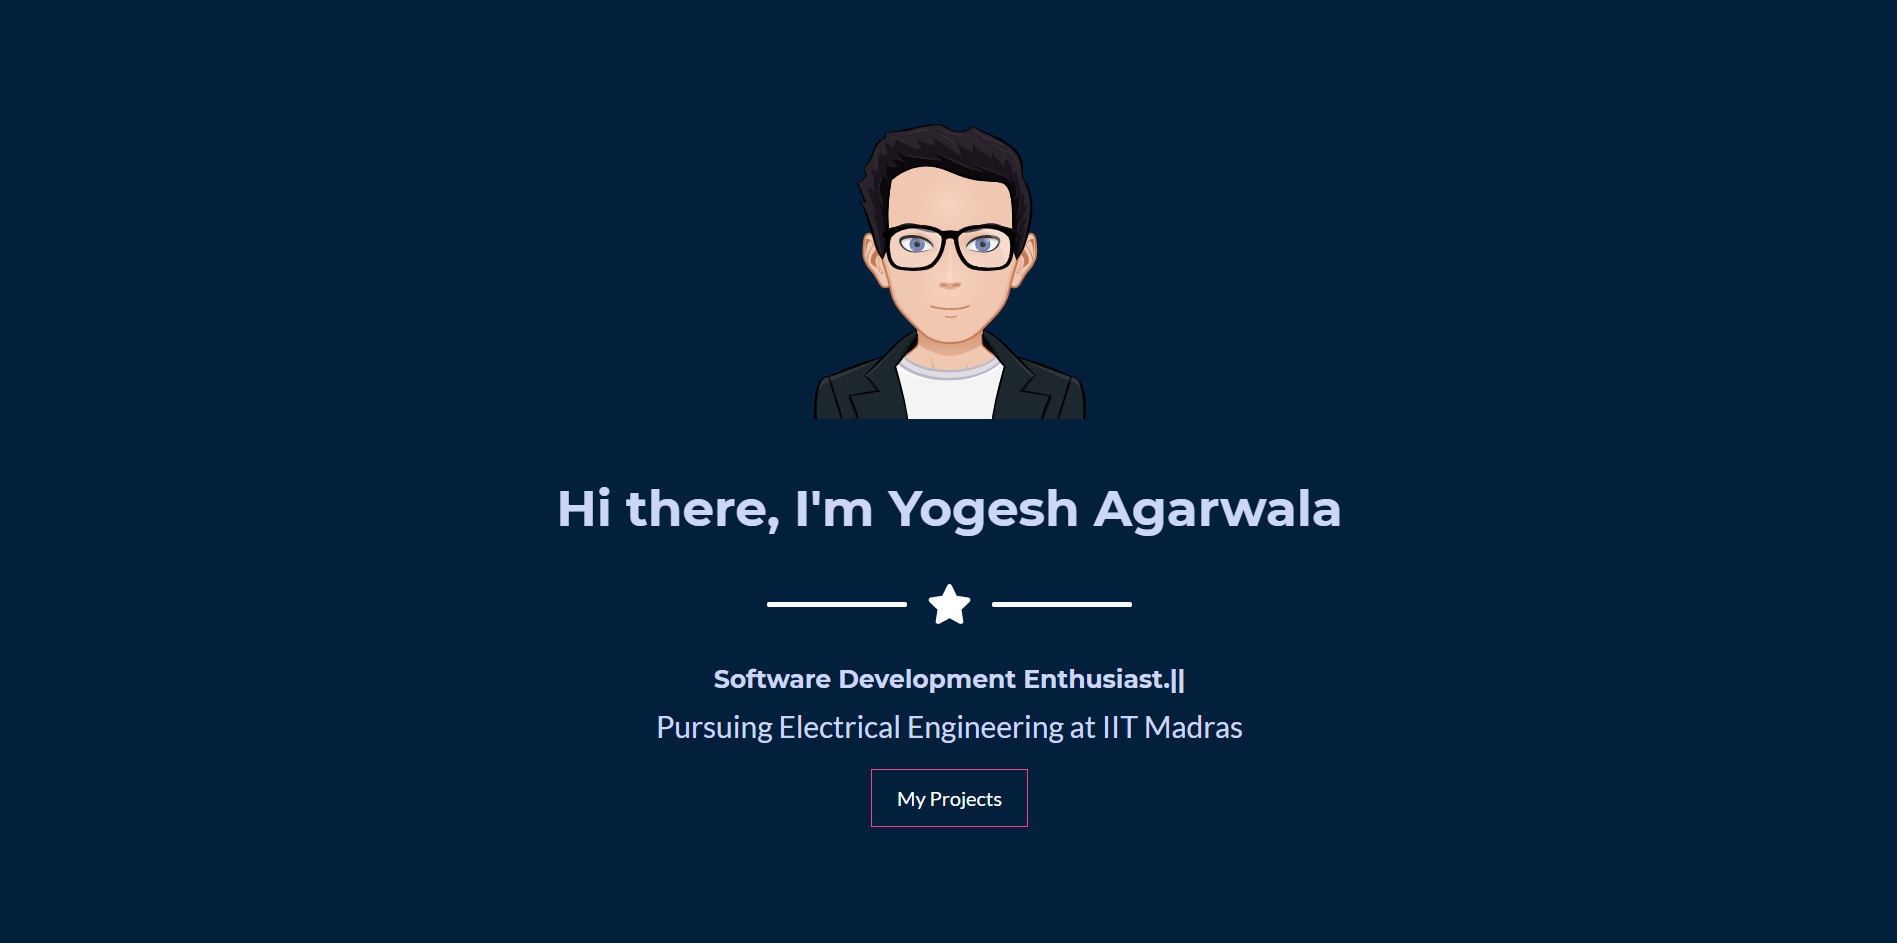 Hi there, I'm Yogesh Agarwala
Software Development Enthusiast.||
Pursuing Electrical Engineering at IIT Madras
My Projects